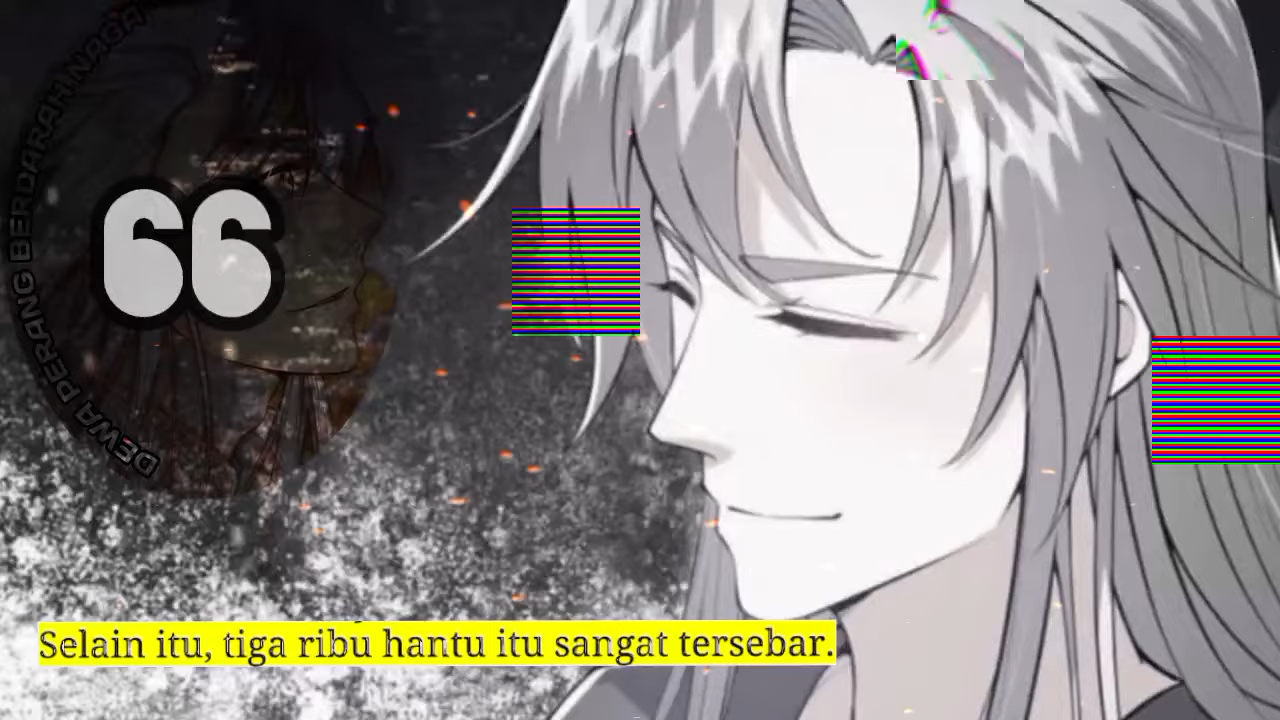 DEWA PERANG BERDARAH NAGA
66
Selain itu, tiga ribu hantu itu sangat tersebar.